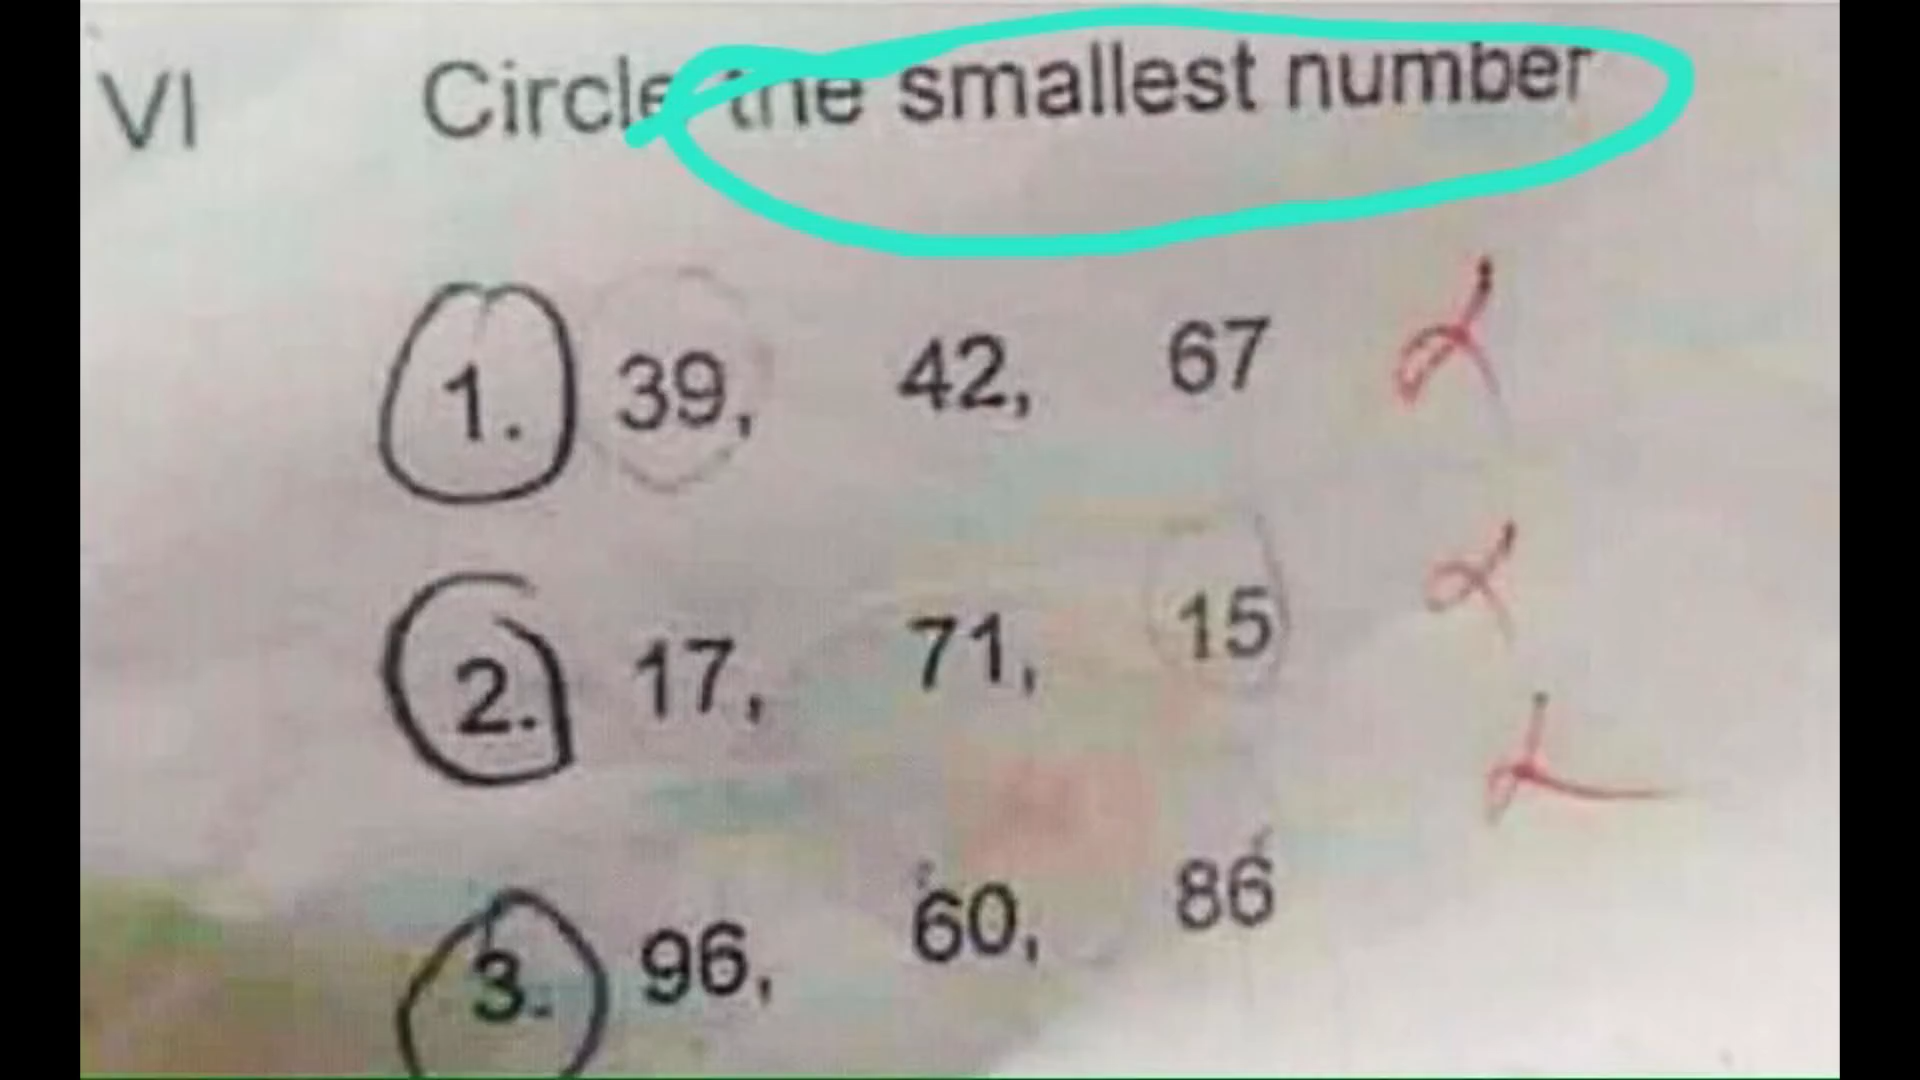 VI Circle the smallest number
1. 39, 42, 67
2. 17, 71, 15
3. 96, 60, 86